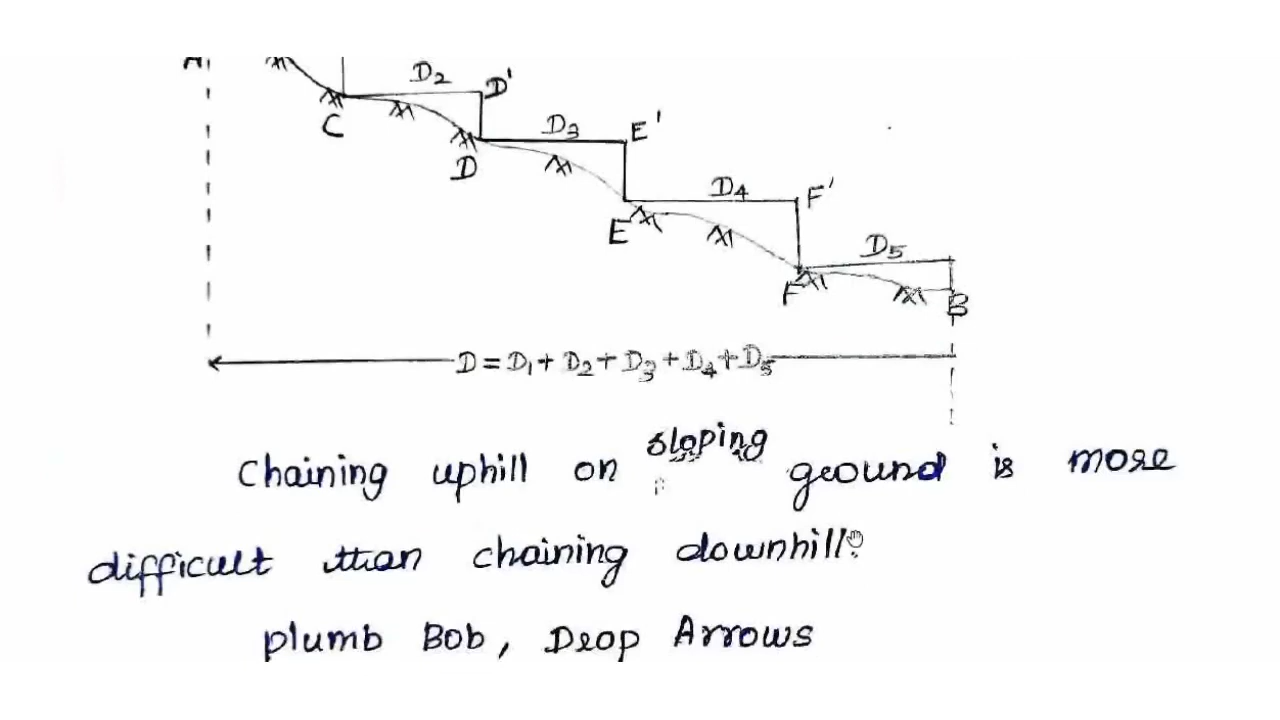 A
D2
D'
C
D3
E'
D
D4
F'
E
D5
F
B
D = D1 + D2 + D3 + D4 + D5
Chaining uphill on sloping ground is more
difficult than chaining downhill.
plumb Bob, Drop Arrows